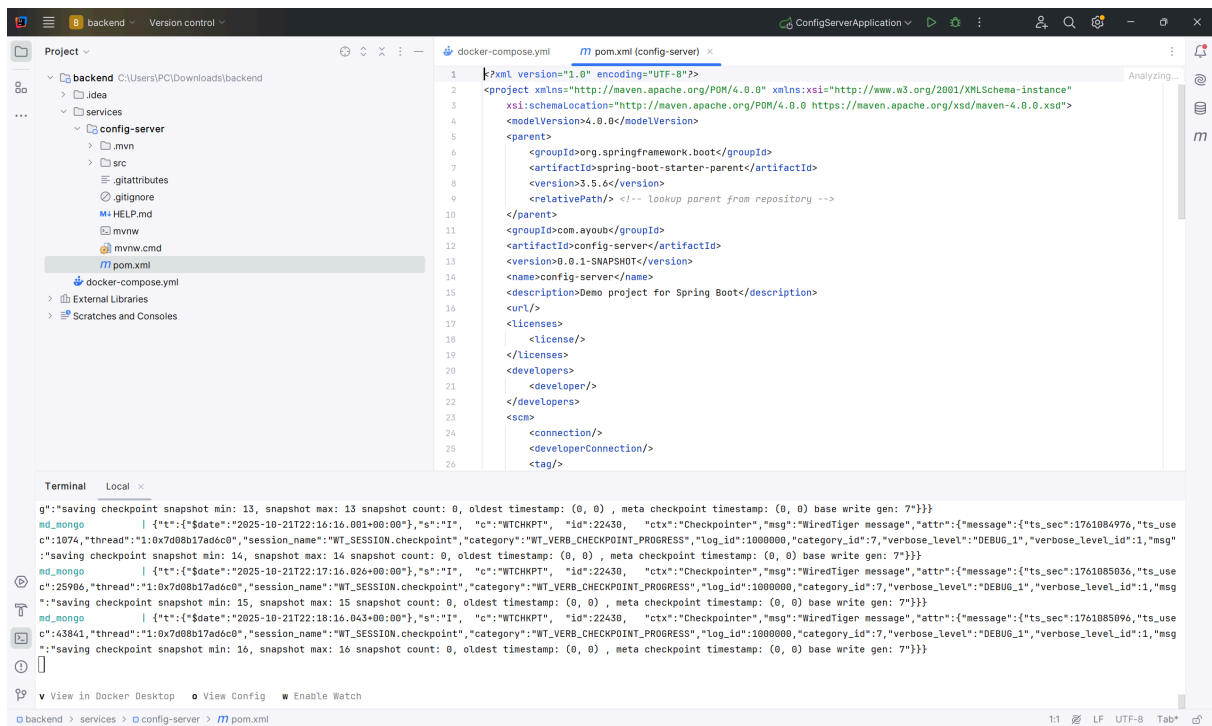 B backend Version control ConfigServerApplication
Project
backend C:\Users\PC\Downloads\backend
.idea
services
config-server
.mvn
src
.gitattributes
.gitignore
M↓ HELP.md
mvnw
mvnw.cmd
m pom.xml
docker-compose.yml
External Libraries
Scratches and Consoles
docker-compose.yml m pom.xml (config-server)
Analyzing...
1 <?xml version="1.0" encoding="UTF-8"?>
2 <project xmlns="http://maven.apache.org/POM/4.0.0" xmlns:xsi="http://www.w3.org/2001/XMLSchema-instance"
3 xsi:schemaLocation="http://maven.apache.org/POM/4.0.0 https://maven.apache.org/xsd/maven-4.0.0.xsd">
4 <modelVersion>4.0.0</modelVersion>
5 <parent>
6 <groupId>org.springframework.boot</groupId>
7 <artifactId>spring-boot-starter-parent</artifactId>
8 <version>3.5.6</version>
9 <relativePath/> <!-- lookup parent from repository -->
10 </parent>
11 <groupId>com.ayoub</groupId>
12 <artifactId>config-server</artifactId>
13 <version>0.0.1-SNAPSHOT</version>
14 <name>config-server</name>
15 <description>Demo project for Spring Boot</description>
16 <url/>
17 <licenses>
18 <license/>
19 </licenses>
20 <developers>
21 <developer/>
22 </developers>
23 <scm>
24 <connection/>
25 <developerConnection/>
26 <tag/>
Terminal Local
g":"saving checkpoint snapshot min: 13, snapshot max: 13 snapshot count: 0, oldest timestamp: (0, 0) , meta checkpoint timestamp: (0, 0) base write gen: 7"}}}
md_mongo | {"t":{"$date":"2025-10-21T22:16:16.001+00:00"},"s":"I", "c":"WTCHKPT", "id":22430, "ctx":"Checkpointer","msg":"WiredTiger message","attr":{"message":{"ts_sec":1761084976,"ts_use
c":1074,"thread":"1:0x7d08b17ad6c0","session_name":"WT_SESSION.checkpoint","category":"WT_VERB_CHECKPOINT_PROGRESS","log_id":1000000,"category_id":7,"verbose_level":"DEBUG_1","verbose_level_id":1,"msg"
:"saving checkpoint snapshot min: 14, snapshot max: 14 snapshot count: 0, oldest timestamp: (0, 0) , meta checkpoint timestamp: (0, 0) base write gen: 7"}}}
md_mongo | {"t":{"$date":"2025-10-21T22:17:16.026+00:00"},"s":"I", "c":"WTCHKPT", "id":22430, "ctx":"Checkpointer","msg":"WiredTiger message","attr":{"message":{"ts_sec":1761085036,"ts_use
c":25906,"thread":"1:0x7d08b17ad6c0","session_name":"WT_SESSION.checkpoint","category":"WT_VERB_CHECKPOINT_PROGRESS","log_id":1000000,"category_id":7,"verbose_level":"DEBUG_1","verbose_level_id":1,"msg
":"saving checkpoint snapshot min: 15, snapshot max: 15 snapshot count: 0, oldest timestamp: (0, 0) , meta checkpoint timestamp: (0, 0) base write gen: 7"}}}
md_mongo | {"t":{"$date":"2025-10-21T22:18:16.043+00:00"},"s":"I", "c":"WTCHKPT", "id":22430, "ctx":"Checkpointer","msg":"WiredTiger message","attr":{"message":{"ts_sec":1761085096,"ts_use
c":43841,"thread":"1:0x7d08b17ad6c0","session_name":"WT_SESSION.checkpoint","category":"WT_VERB_CHECKPOINT_PROGRESS","log_id":1000000,"category_id":7,"verbose_level":"DEBUG_1","verbose_level_id":1,"msg
":"saving checkpoint snapshot min: 16, snapshot max: 16 snapshot count: 0, oldest timestamp: (0, 0) , meta checkpoint timestamp: (0, 0) base write gen: 7"}}}
v View in Docker Desktop o View Config w Enable Watch
backend > services > config-server > m pom.xml 1:1 LF UTF-8 Tab*